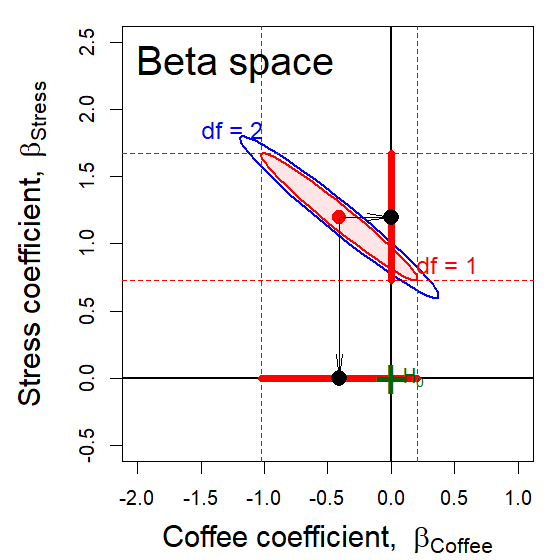 Beta space
df = 2
df = 1
H0
Stress coefficient, βStress
2.5
2.0
1.5
1.0
0.5
0.0
-0.5
-2.0 -1.0 -0.5 0.0 0.5 1.0
Coffee coefficient, βCoffee